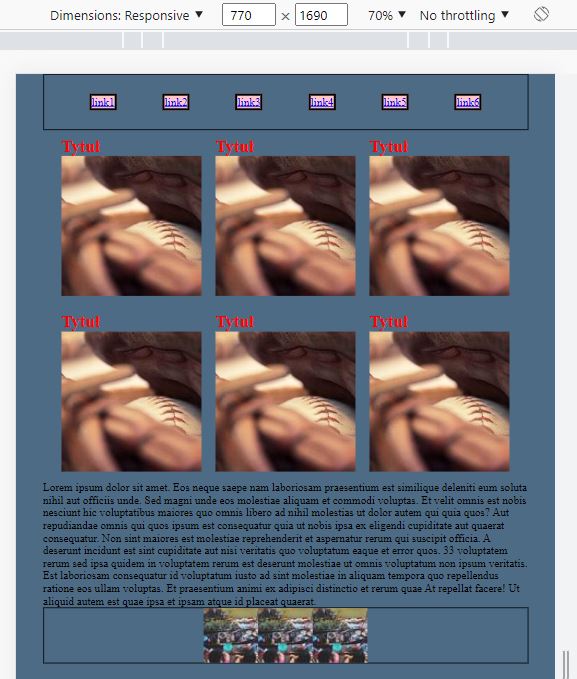 Dimensions: Responsive ▼ 770 × 1690 70% ▼ No throttling ▼
link1 link2 link3 link4 link5 link6
Tytuł Tytuł Tytuł
Tytuł Tytuł Tytuł
Lorem ipsum dolor sit amet. Eos neque saepe nam laboriosam praesentium est similique deleniti eum soluta
nihil aut officiis unde. Sed magni unde eos molestiae aliquam et commodi voluptas. Et velit omnis est nobis
nesciunt hic voluptatibus maiores quo omnis libero ad nihil molestias ut dolor autem qui quia quos? Aut
repudiandae omnis qui quos ipsum est consequatur quia ut nobis ipsa ex eligendi cupiditate aut quaerat
consequatur. Non sint maiores est molestiae reprehenderit et aspernatur rerum qui suscipit officia. A
deserunt incidunt est sint cupiditate aut nisi veritatis quo voluptatum eaque et error quos. 33 voluptatem
rerum sed ipsa quidem in voluptatem rerum est deserunt molestiae ut omnis voluptatum non ipsum veritatis.
Est laboriosam consequatur id voluptatum iusto ad sint molestiae in aliquam tempora quo repellendus
ratione eos ullam voluptas. Et praesentium animi ex adipisci distinctio et rerum quae At repellat facere! Ut
aliquid autem est quae ipsa et ipsam atque id placeat quaerat.